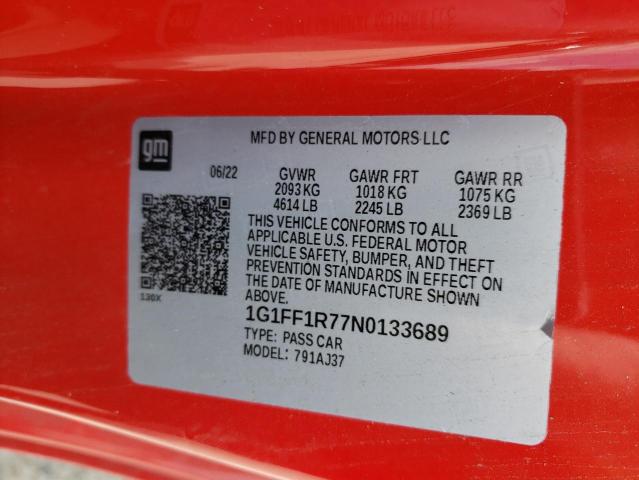 MFD BY GENERAL MOTORS LLC
gm
06/22 GVWR GAWR FRT GAWR RR
2093 KG 1018 KG 1075 KG
4614 LB 2245 LB 2369 LB
THIS VEHICLE CONFORMS TO ALL
APPLICABLE U.S. FEDERAL MOTOR
VEHICLE SAFETY, BUMPER, AND THEFT
PREVENTION STANDARDS IN EFFECT ON
THE DATE OF MANUFACTURE SHOWN
ABOVE.
130X
1G1FF1R77N0133689
TYPE: PASS CAR
MODEL: 791AJ37